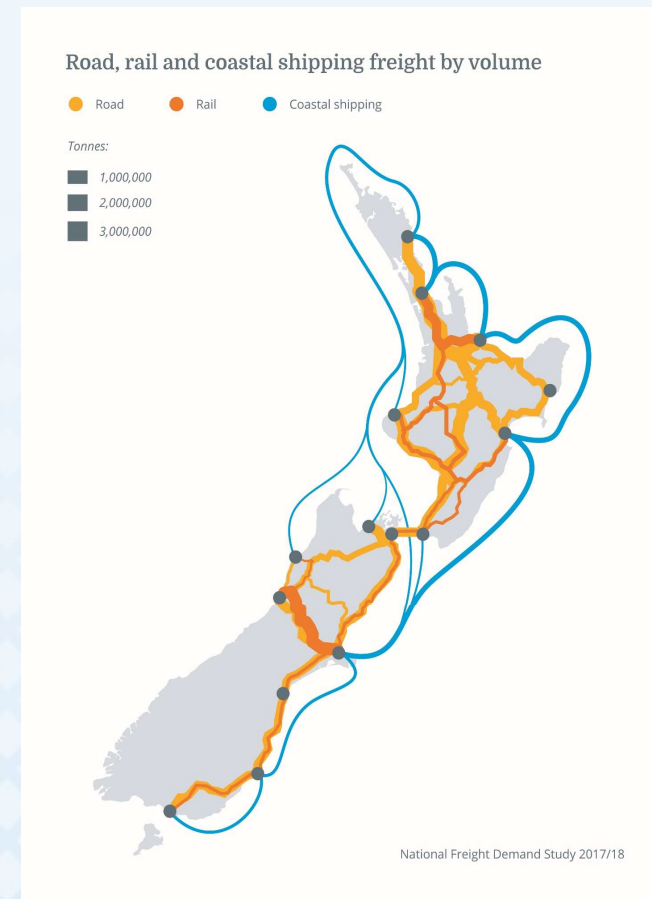 Road, rail and coastal shipping freight by volume
Road Rail Coastal shipping
Tonnes:
1,000,000
2,000,000
3,000,000
National Freight Demand Study 2017/18